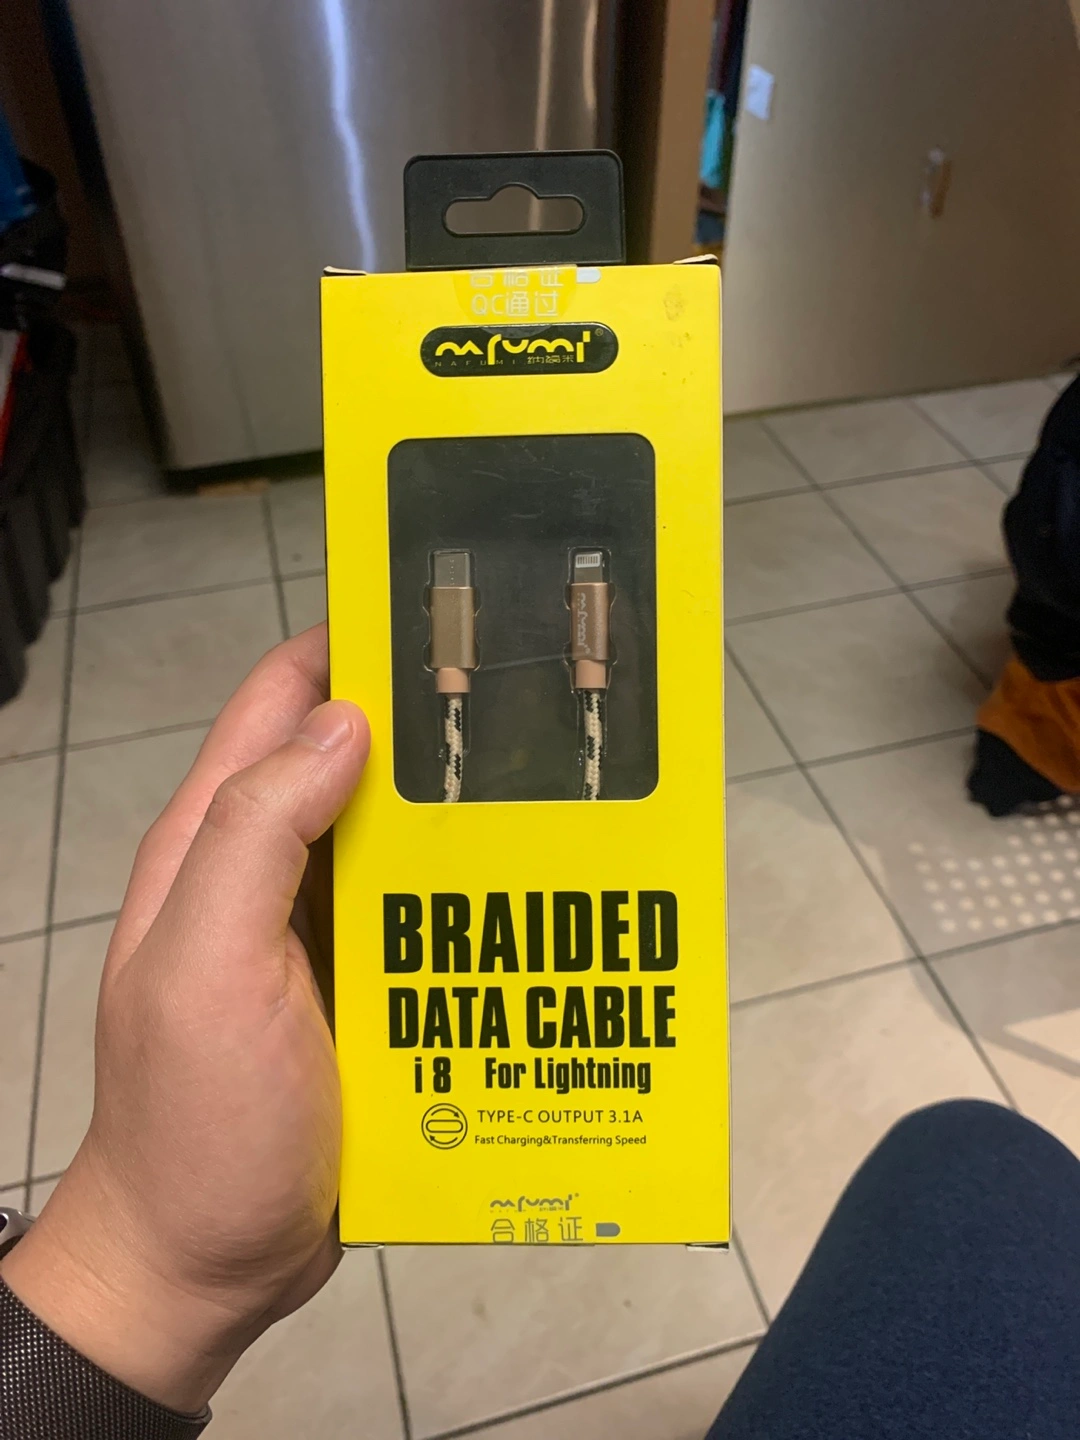 合格证
QC通过
nafumi®
NAFUMI 纳福米
nafumi
BRAIDED
DATA CABLE
i8 For Lightning
TYPE-C OUTPUT 3.1A
Fast Charging&Transferring Speed
nafumi®
合格证